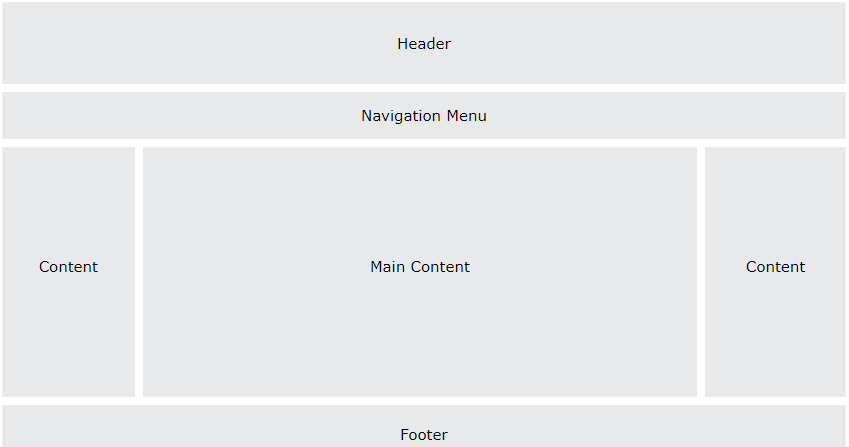 Header
Navigation Menu
Content
Main Content
Content
Footer